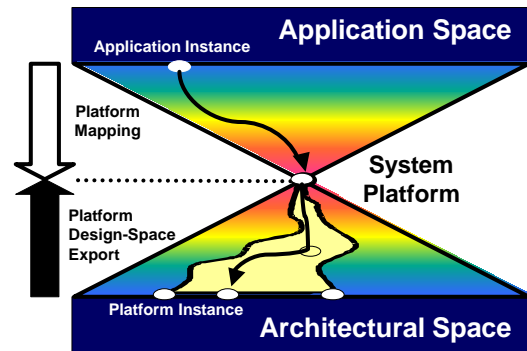 Application Space
Application Instance
Platform
Mapping
System
Platform
Platform
Design-Space
Export
Platform Instance
Architectural Space